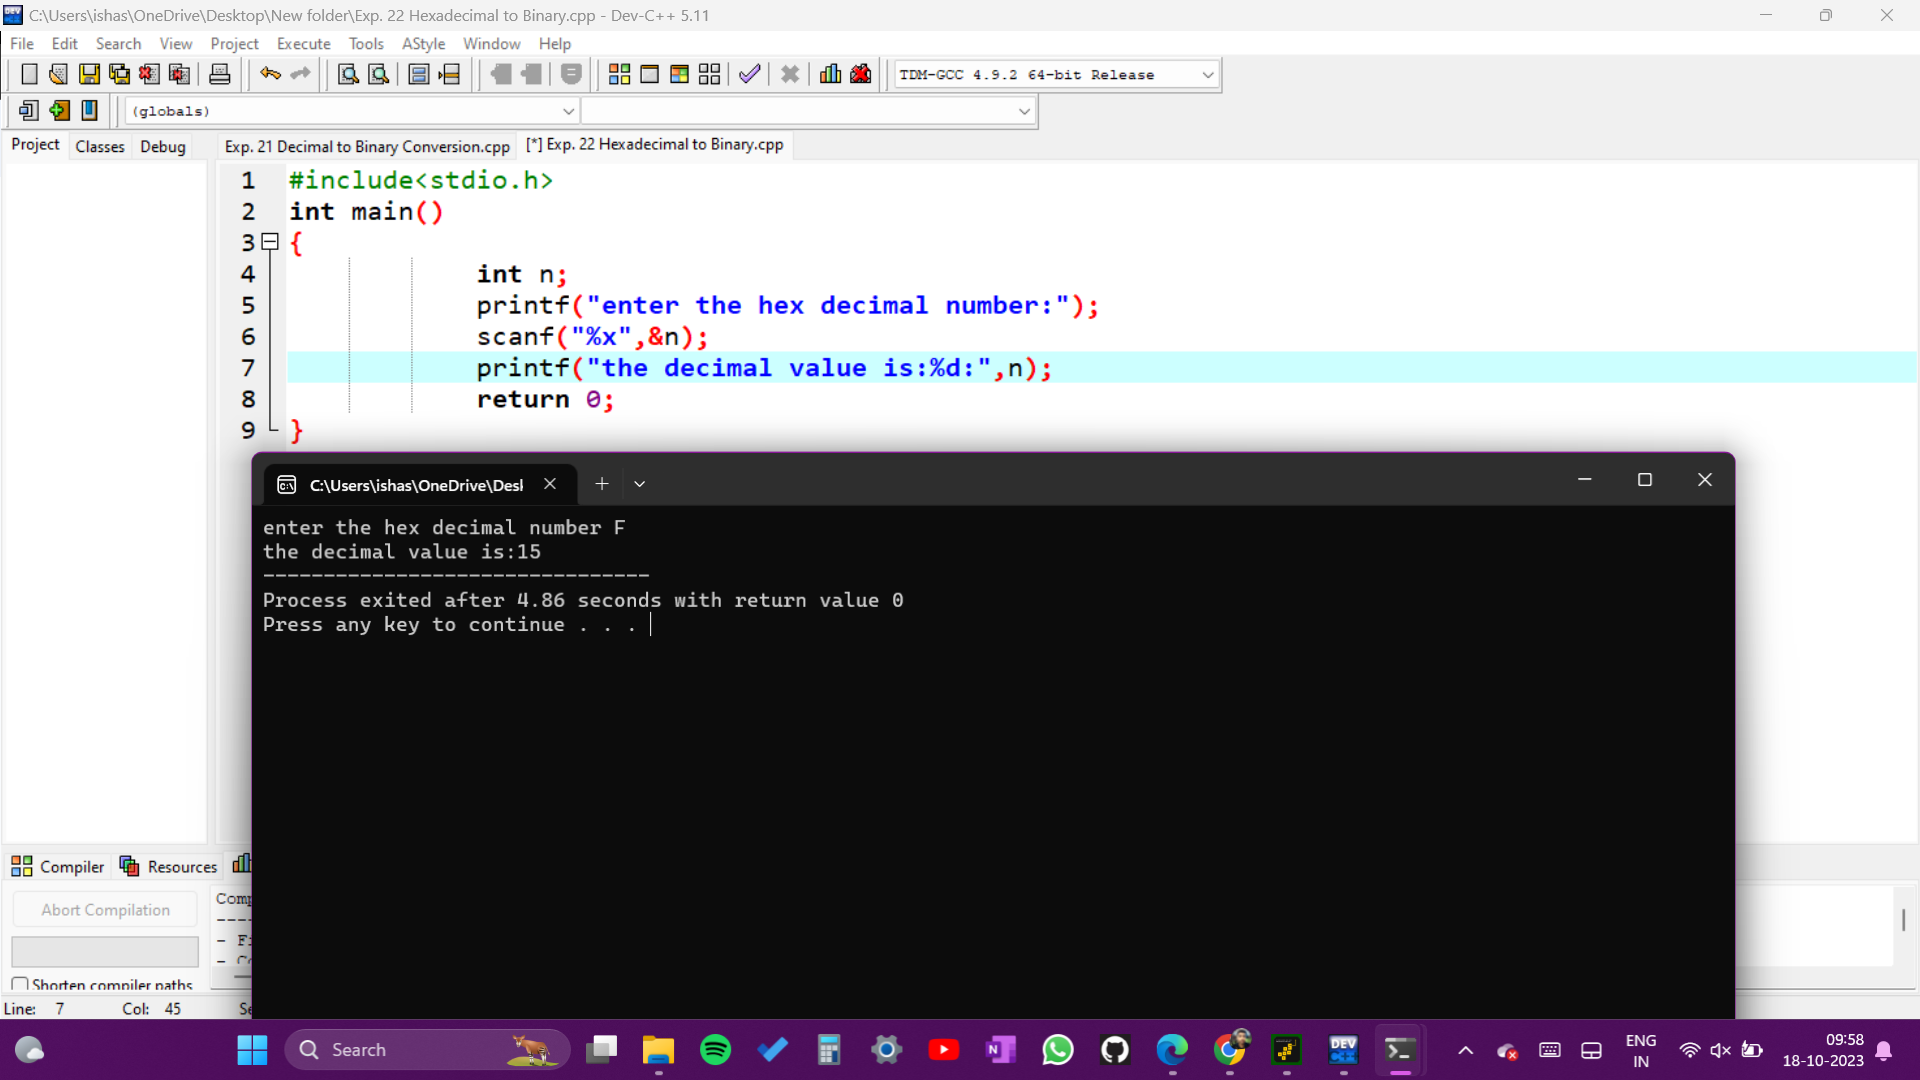 C:\Users\ishas\OneDrive\Desktop\New folder\Exp. 22 Hexadecimal to Binary.cpp - Dev-C++ 5.11
File Edit Search View Project Execute Tools AStyle Window Help
TDM-GCC 4.9.2 64-bit Release
(globals)
Project Classes Debug
Exp. 21 Decimal to Binary Conversion.cpp [*] Exp. 22 Hexadecimal to Binary.cpp
1 #include<stdio.h>
2 int main()
3 {
4 int n;
5 printf("enter the hex decimal number:");
6 scanf("%x",&n);
7 printf("the decimal value is:%d:",n);
8 return 0;
9 }
C:\Users\ishas\OneDrive\Desk
enter the hex decimal number F
the decimal value is:15
--------------------------------
Process exited after 4.86 seconds with return value 0
Press any key to continue . . .
Compiler Resources
Abort Compilation
Shorten compiler paths
Line: 7 Col: 45
Search
DEV C++
ENG
IN
09:58
18-10-2023